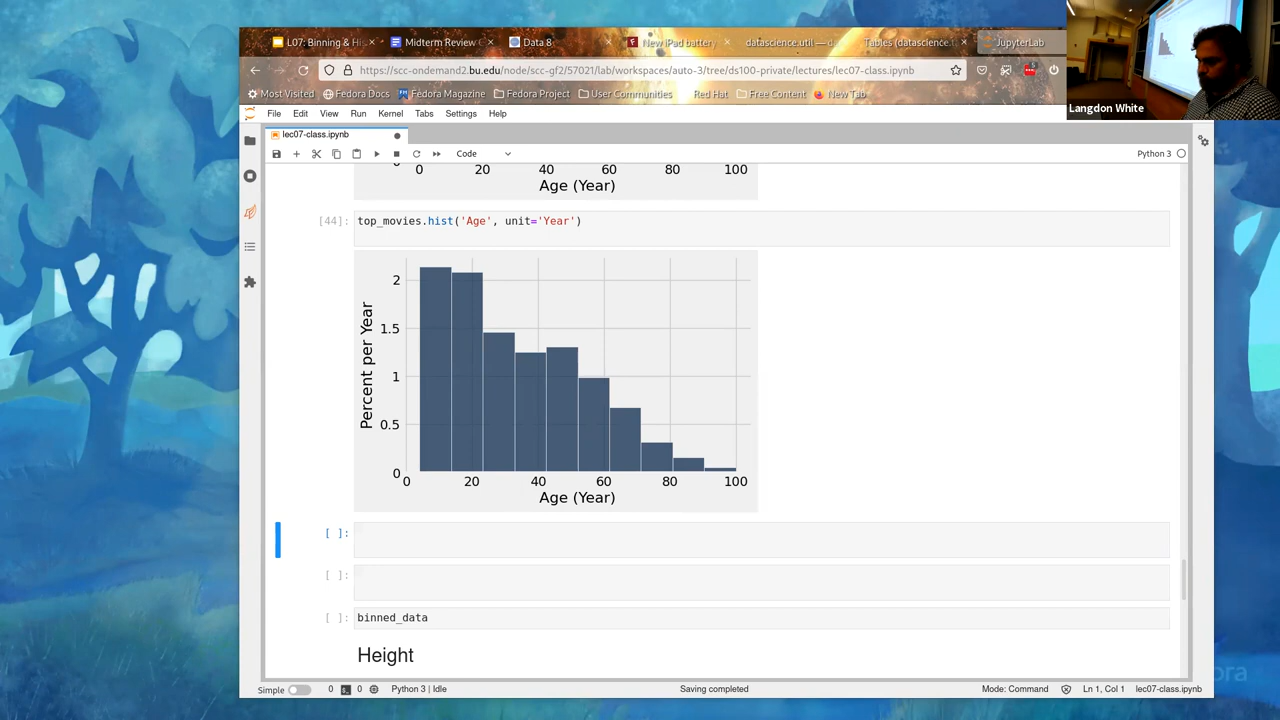 L07: Binning & Hi
Midterm Review (
Data 8
New iPad battery
datascience.util —
Tables (datascience.
JupyterLab
https://scc-ondemand2.bu.edu/node/scc-gf2/57021/lab/workspaces/auto-3/tree/ds100-private/lectures/lec07-class.ipynb
Most Visited
Fedora Docs
Fedora Magazine
Fedora Project
User Communities
Red Hat
Free Content
New Tab
Langdon White
File Edit View Run Kernel Tabs Settings Help
lec07-class.ipynb
Code
Python 3
0 20 40 60 80 100
Age (Year)
[44]: top_movies.hist('Age', unit='Year')
2
1.5
1
0.5
0
Percent per Year
0 20 40 60 80 100
Age (Year)
[ ]:
[ ]:
[ ]: binned_data
Height
Simple 0 0 Python 3 | Idle Saving completed Mode: Command Ln 1, Col 1 lec07-class.ipynb